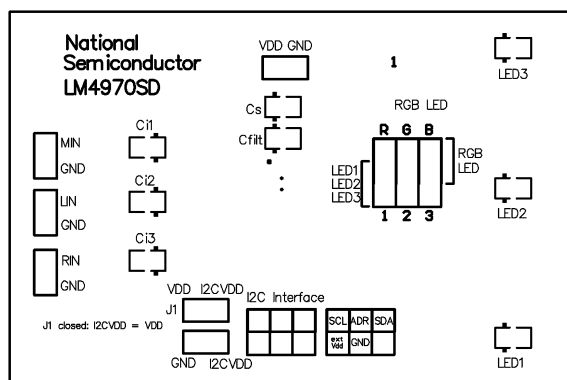 National
Semiconductor
LM4970SD
VDD GND
1
LED3
Cs
Cfilt
RGB LED
R G B
LED1
LED2
LED3
RGB
LED
1 2 3
MIN
GND
Ci1
LIN
GND
Ci2
LED2
RIN
GND
Ci3
VDD I2CVDD
J1
I2C Interface
J1 closed: I2CVDD = VDD
SCL ADR SDA
ext
Vdd
GND
GND I2CVDD
LED1